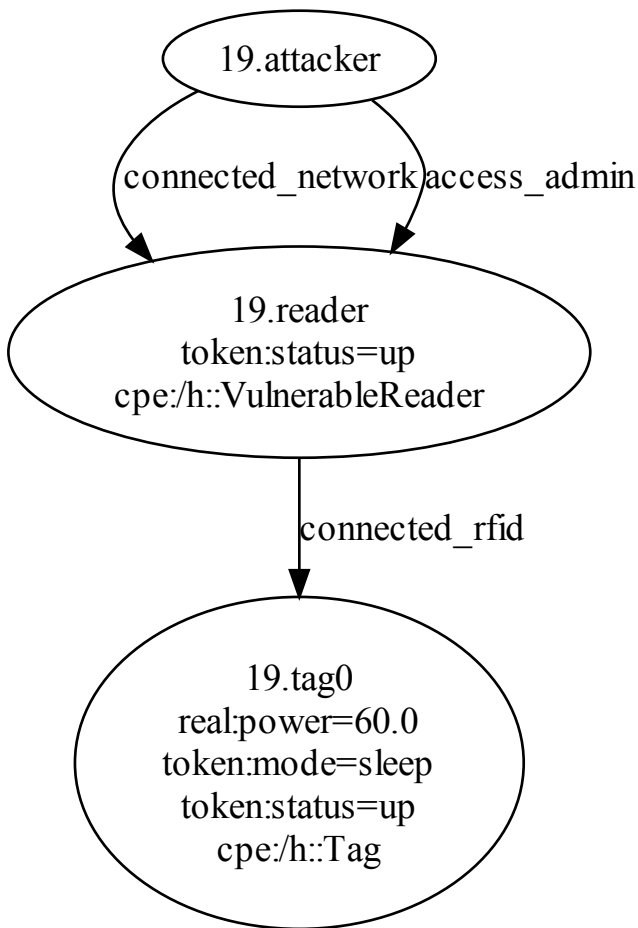 19.attacker
connected_network
access_admin
19.reader
token:status=up
cpe:/h::VulnerableReader
connected_rfid
19.tag0
real:power=60.0
token:mode=sleep
token:status=up
cpe:/h::Tag